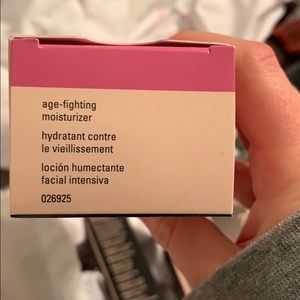 age-fighting
moisturizer
hydratant contre
le vieillissement
loción humectante
facial intensiva
026925